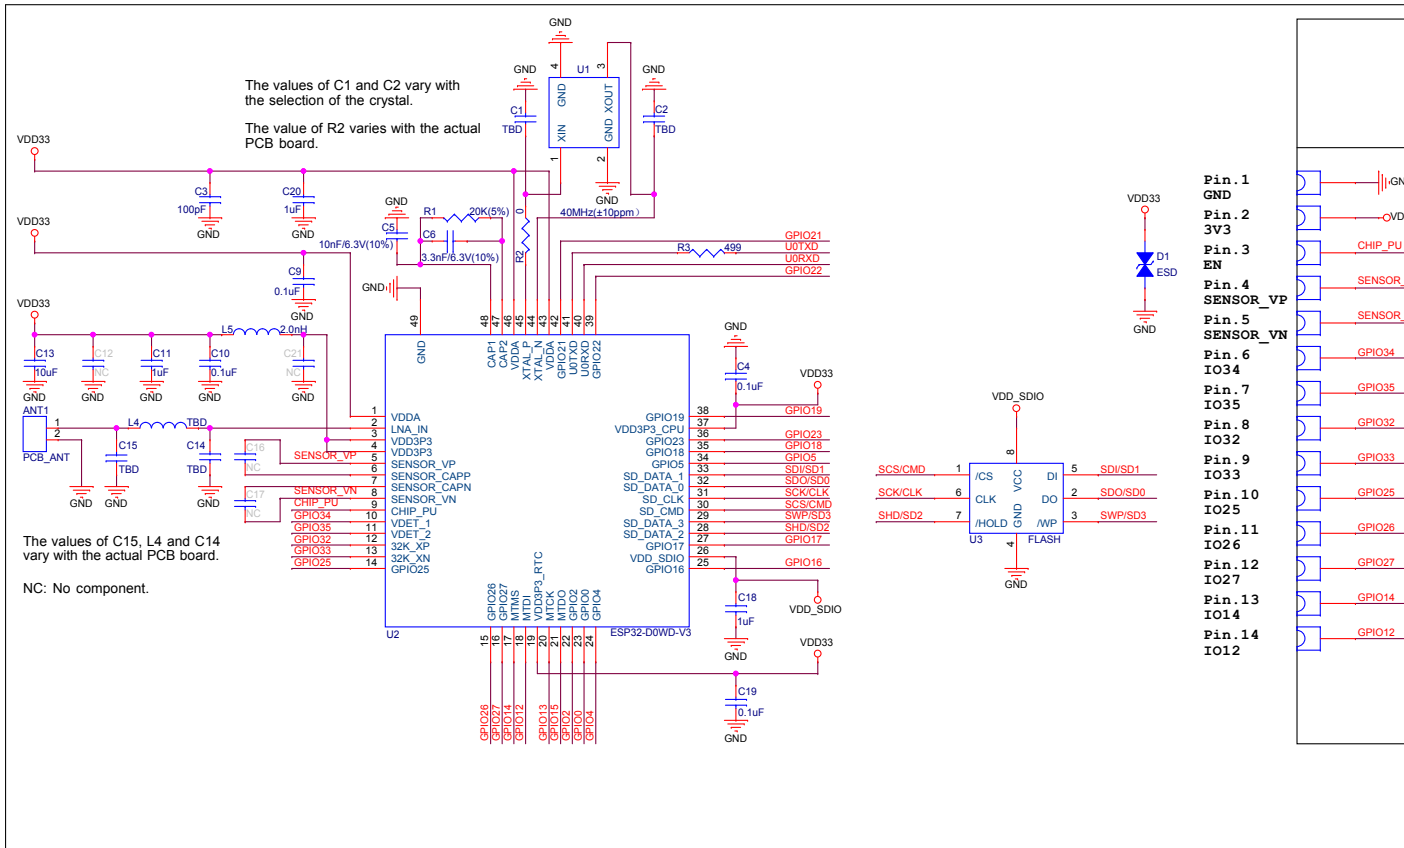 The values of C1 and C2 vary with
the selection of the crystal.
The value of R2 varies with the actual
PCB board.
GND
U1
4
3
GND
XOUT
XIN
GND
1
2
GND
GND
C1
TBD
GND
C2
TBD
VDD33
C3
100pF
GND
C20
1uF
GND
VDD33
C9
0.1uF
GND
GND
C5
10nF/6.3V(10%)
R1
20K(5%)
C6
3.3nF/6.3V(10%)
0
R2
40MHz(±10ppm)
GPIO21
U0TXD
R3
499
U0RXD
GPIO22
GND
VDD33
L5
2.0nH
C13
10uF
GND
C12
NC
GND
C11
1uF
GND
C10
0.1uF
GND
C21
NC
GND
ANT1
1
2
PCB_ANT
GND
L4
TBD
C15
TBD
GND
C14
TBD
GND
C16
NC
C17
NC
SENSOR_VP
SENSOR_VN
CHIP_PU
GPIO34
GPIO35
GPIO32
GPIO33
GPIO25
49
48
47
46
45
44
43
42
41
40
39
GND
CAP1
CAP2
VDDA
XTAL_P
XTAL_N
VDDA
GPIO21
U0TXD
U0RXD
GPIO22
1 VDDA
2 LNA_IN
3 VDD3P3
4 VDD3P3
5 SENSOR_VP
6 SENSOR_CAPP
7 SENSOR_CAPN
8 SENSOR_VN
9 CHIP_PU
10 VDET_1
11 VDET_2
12 32K_XP
13 32K_XN
14 GPIO25
GPIO19 38 GPIO19
VDD3P3_CPU 37
GPIO23 36 GPIO23
GPIO18 35 GPIO18
GPIO5 34 GPIO5
SD_DATA_1 33 SDI/SD1
SD_DATA_0 32 SDO/SD0
SD_CLK 31 SCK/CLK
SD_CMD 30 SCS/CMD
SD_DATA_3 29 SWP/SD3
SD_DATA_2 28 SHD/SD2
GPIO17 27 GPIO17
VDD_SDIO 26
GPIO16 25 GPIO16
GPIO26
GPIO27
MTMS
MTDI
VDD3P3_RTC
MTCK
MTDO
GPIO2
GPIO0
GPIO4
U2
ESP32-D0WD-V3
15
16
17
18
19
20
21
22
23
24
GPIO26
GPIO27
GPIO14
GPIO12
GPIO13
GPIO15
GPIO2
GPIO0
GPIO4
GND
C4
0.1uF
VDD33
C18
1uF
GND
VDD_SDIO
VDD33
C19
0.1uF
GND
The values of C15, L4 and C14
vary with the actual PCB board.
NC: No component.
VDD_SDIO
8
SCS/CMD 1 /CS
SCK/CLK 6 CLK
SHD/SD2 7 /HOLD
VCC
GND
DI 5 SDI/SD1
DO 2 SDO/SD0
/WP 3 SWP/SD3
U3
4
FLASH
GND
VDD33
D1
ESD
GND
Pin.1
GND
Pin.2
3V3
Pin.3
EN
CHIP_PU
Pin.4
SENSOR_VP
SENSOR_
Pin.5
SENSOR_VN
SENSOR_
Pin.6
IO34
GPIO34
Pin.7
IO35
GPIO35
Pin.8
IO32
GPIO32
Pin.9
IO33
GPIO33
Pin.10
IO25
GPIO25
Pin.11
IO26
GPIO26
Pin.12
IO27
GPIO27
Pin.13
IO14
GPIO14
Pin.14
IO12
GPIO12